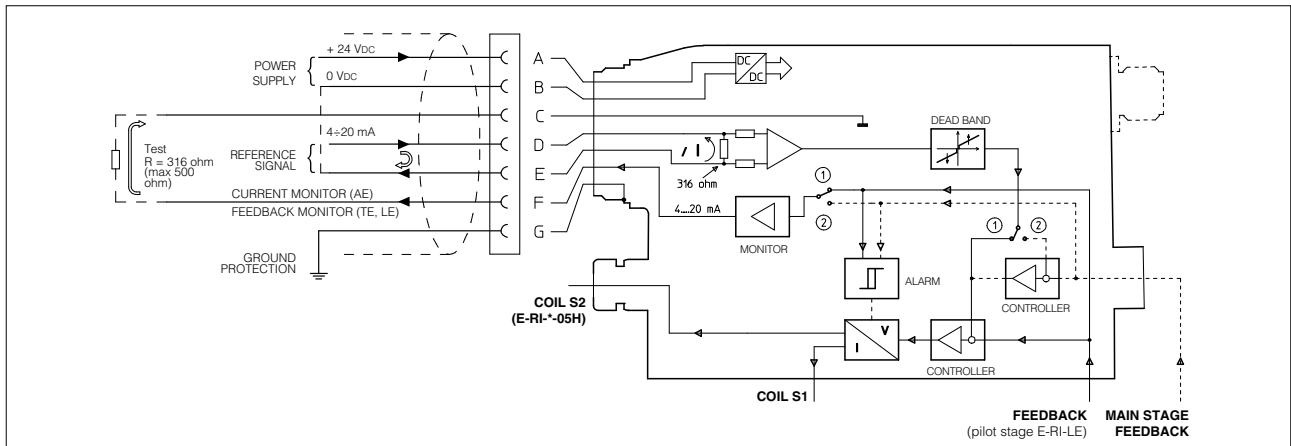 + 24 VDC
POWER
SUPPLY
0 VDC
4÷20 mA
Test
R = 316 ohm
(max 500
ohm)
REFERENCE
SIGNAL
CURRENT MONITOR (AE)
FEEDBACK MONITOR (TE, LE)
GROUND
PROTECTION
A
B
C
D
E
F
G
DC
DC
DEAD BAND
I
316 ohm
4....20 mA
1
2
MONITOR
1
2
ALARM
CONTROLLER
COIL S2
(E-RI-*-05H)
V
I
CONTROLLER
COIL S1
FEEDBACK
(pilot stage E-RI-LE)
MAIN STAGE
FEEDBACK